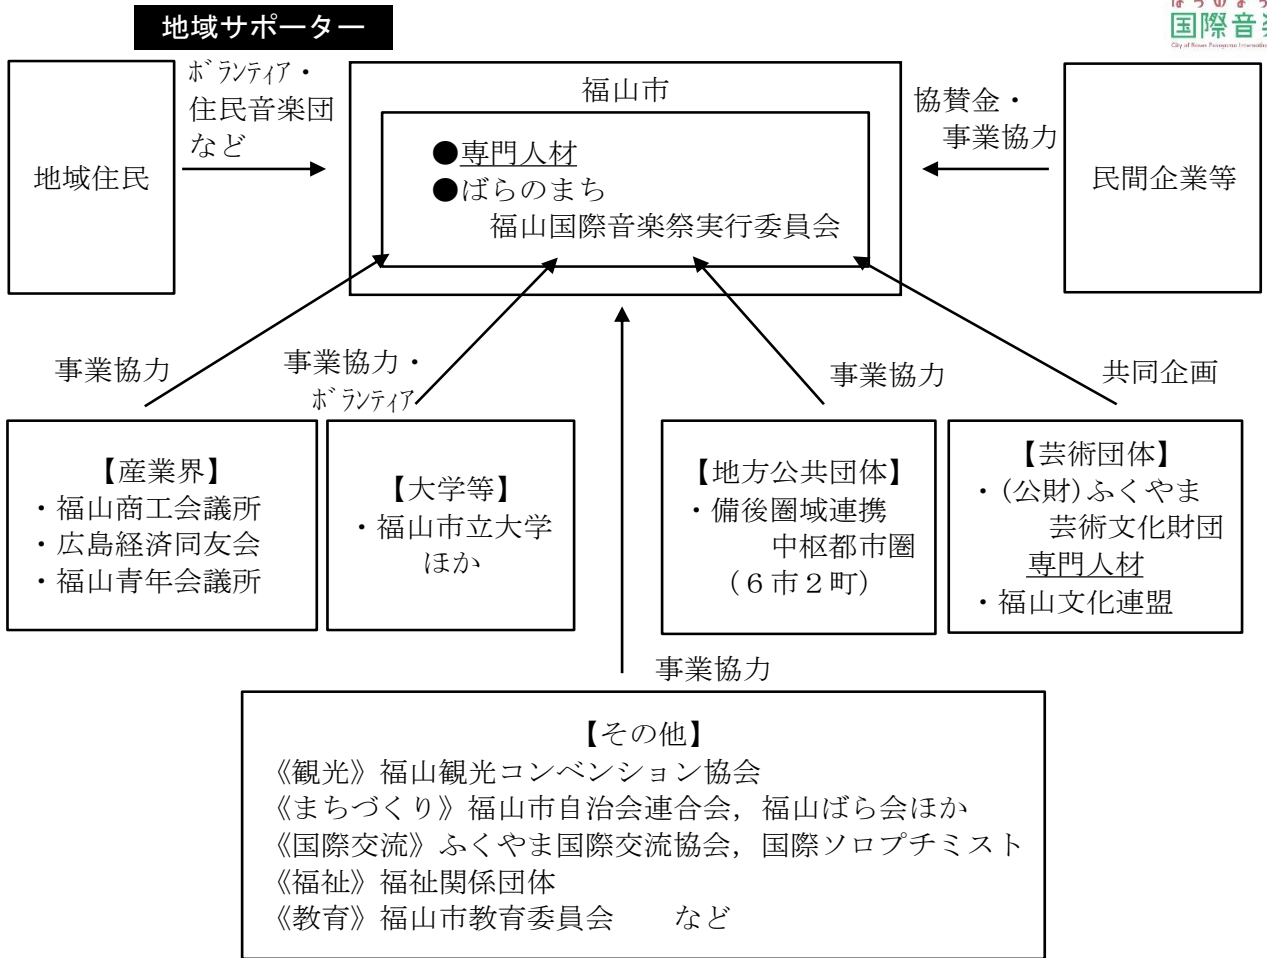 地域サポーター
国際音
地域住民
ボランティア・
住民音楽団
など
福山市
●専門人材
●ばらのまち
福山国際音楽祭実行委員会
協賛金・
事業協力
民間企業等
事業協力
事業協力・
ボランティア
事業協力
共同企画
【産業界】
・福山商工会議所
・広島経済同友会
・福山青年会議所
【大学等】
・福山市立大学
ほか
【地方公共団体】
・備後圏域連携
中枢都市圏
(6市2町)
【芸術団体】
・(公財)ふくやま
芸術文化財団
専門人材
・福山文化連盟
事業協力
【その他】
《観光》福山観光コンベンション協会
《まちづくり》福山市自治会連合会，福山ばら会ほか
《国際交流》ふくやま国際交流協会，国際ソロプチミスト
《福祉》福祉関係団体
《教育》福山市教育委員会　　など